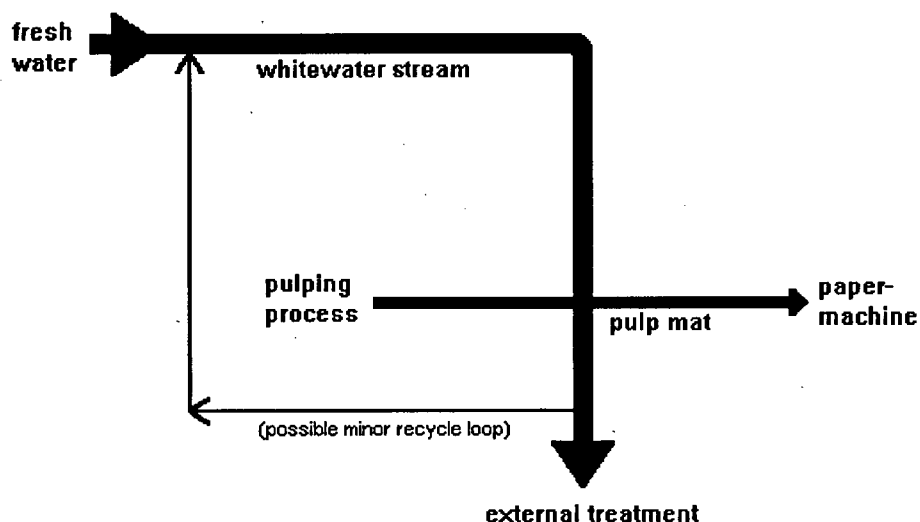 fresh
water
whitewater stream
pulping
process
pulp mat
paper-
machine
(possible minor recycle loop)
external treatment